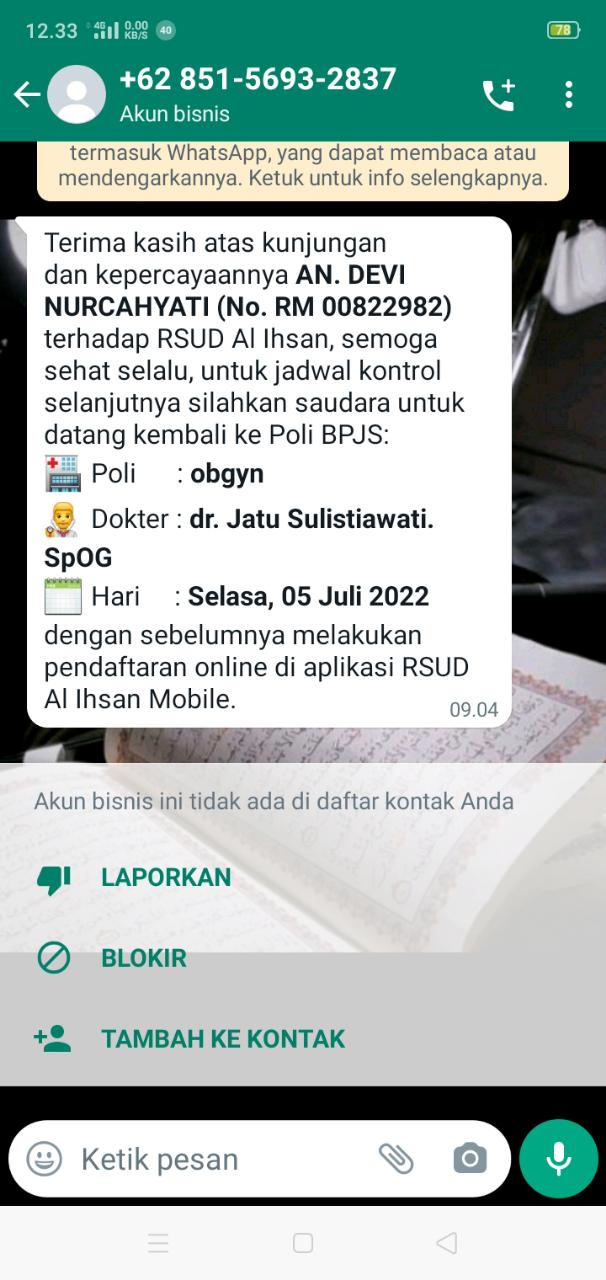 12.33 4G 0.00 KB/S 40 78
+62 851-5693-2837
Akun bisnis
termasuk WhatsApp, yang dapat membaca atau
mendengarkannya. Ketuk untuk info selengkapnya.
Terima kasih atas kunjungan
dan kepercayaannya AN. DEVI
NURCAHYATI (No. RM 00822982)
terhadap RSUD Al Ihsan, semoga
sehat selalu, untuk jadwal kontrol
selanjutnya silahkan saudara untuk
datang kembali ke Poli BPJS:
Poli : obgyn
Dokter : dr. Jatu Sulistiawati.
SpOG
Hari : Selasa, 05 Juli 2022
dengan sebelumnya melakukan
pendaftaran online di aplikasi RSUD
Al Ihsan Mobile.
09.04
Akun bisnis ini tidak ada di daftar kontak Anda
LAPORKAN
BLOKIR
TAMBAH KE KONTAK
Ketik pesan